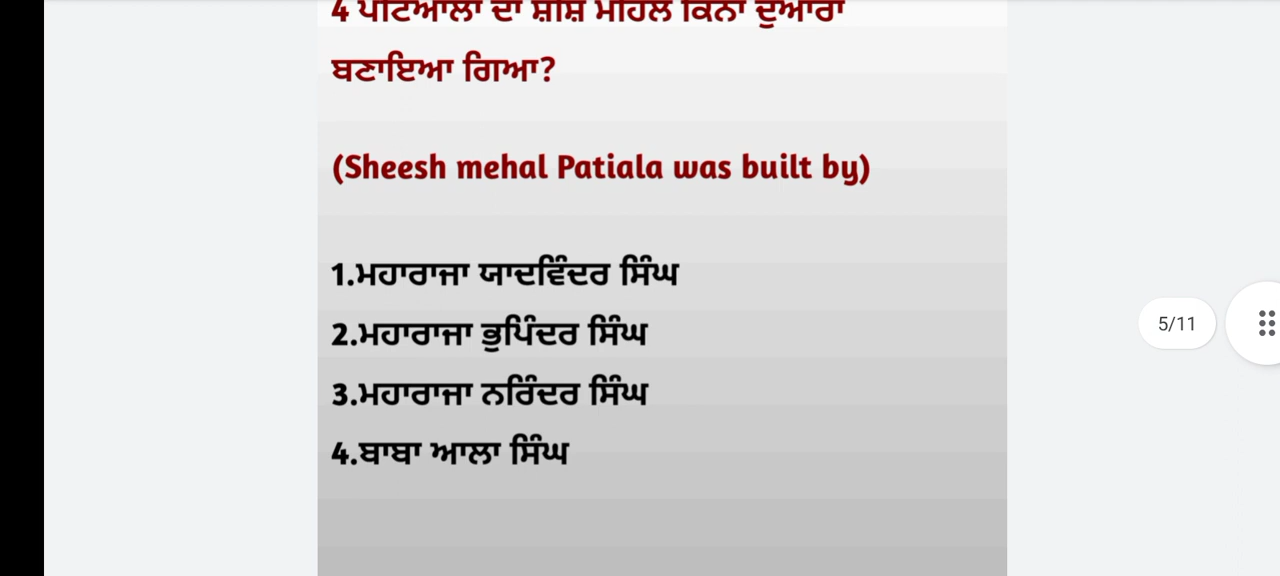 4 ਪਟਿਆਲਾ ਦਾ ਸ਼ੀਸ਼ ਮਹਿਲ ਕਿਨਾਂ ਦੁਆਰਾ
ਬਣਾਇਆ ਗਿਆ?
(Sheesh mehal Patiala was built by)
1.ਮਹਾਰਾਜਾ ਯਾਦਵਿੰਦਰ ਸਿੰਘ
2.ਮਹਾਰਾਜਾ ਭੁਪਿੰਦਰ ਸਿੰਘ
3.ਮਹਾਰਾਜਾ ਨਰਿੰਦਰ ਸਿੰਘ
4.ਬਾਬਾ ਆਲਾ ਸਿੰਘ
5/11